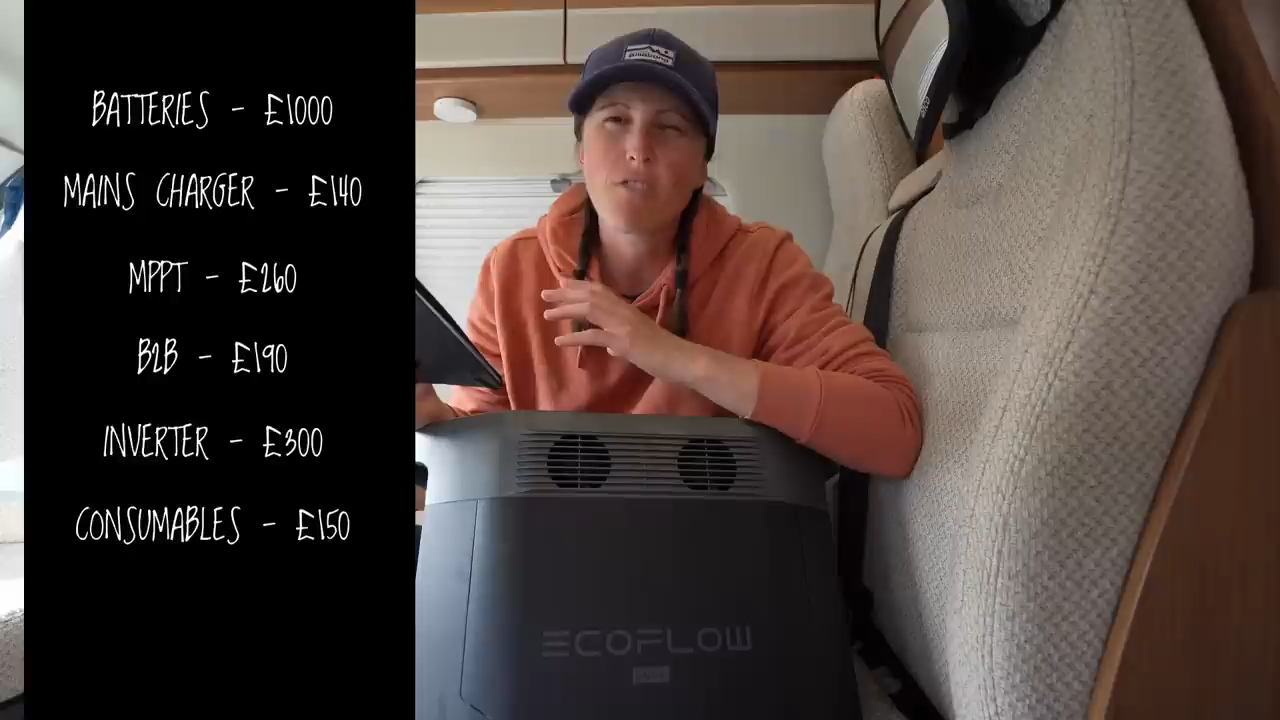 BATTERIES - £1000
MAINS CHARGER - £140
MPPT - £260
B2B - £190
INVERTER - £300
CONSUMABLES - £150
ECOFLOW